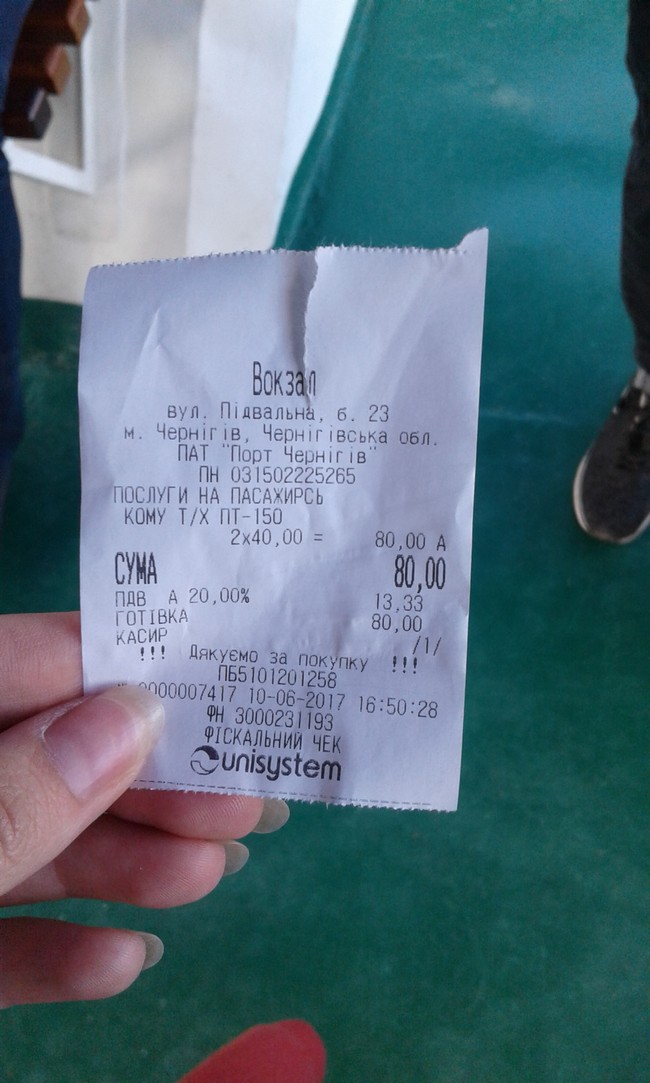 Вокзал
вул. Підвальна, б. 23
м. Чернігів, Чернігівська обл.
ПАТ "Порт Чернігів"
ПН 031502225265
ПОСЛУГИ НА ПАСАЖИРСЬ
КОМУ Т/Х ПТ-150
2x40,00 = 80,00 А
СУМА 80,00
ПДВ А 20,00% 13,33
ГОТІВКА 80,00
КАСИР /1/
!!! Дякуємо за покупку !!!
ПБ5101201258
0000007417 10-06-2017 16:50:28
ФН 3000231193
ФІСКАЛЬНИЙ ЧЕК
unisystem